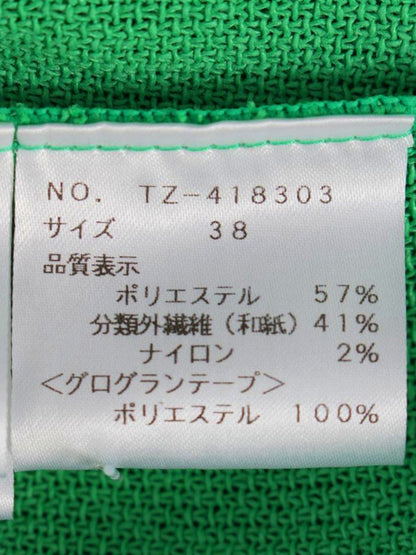 NO. TZ-418303
サイズ 38
品質表示
ポリエステル 57%
分類外繊維（和紙）41%
ナイロン 2%
＜グログランテープ＞
ポリエステル 100%